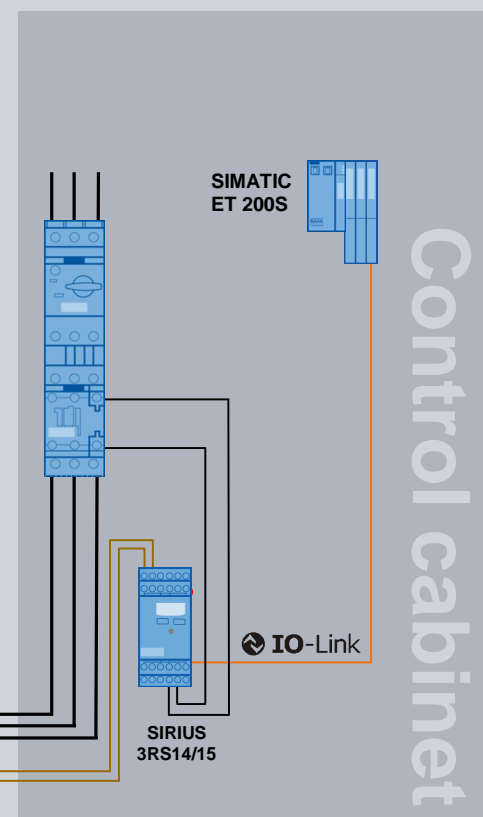 SIMATIC
ET 200S
Control cabinet
IO-Link
SIRIUS
3RS14/15